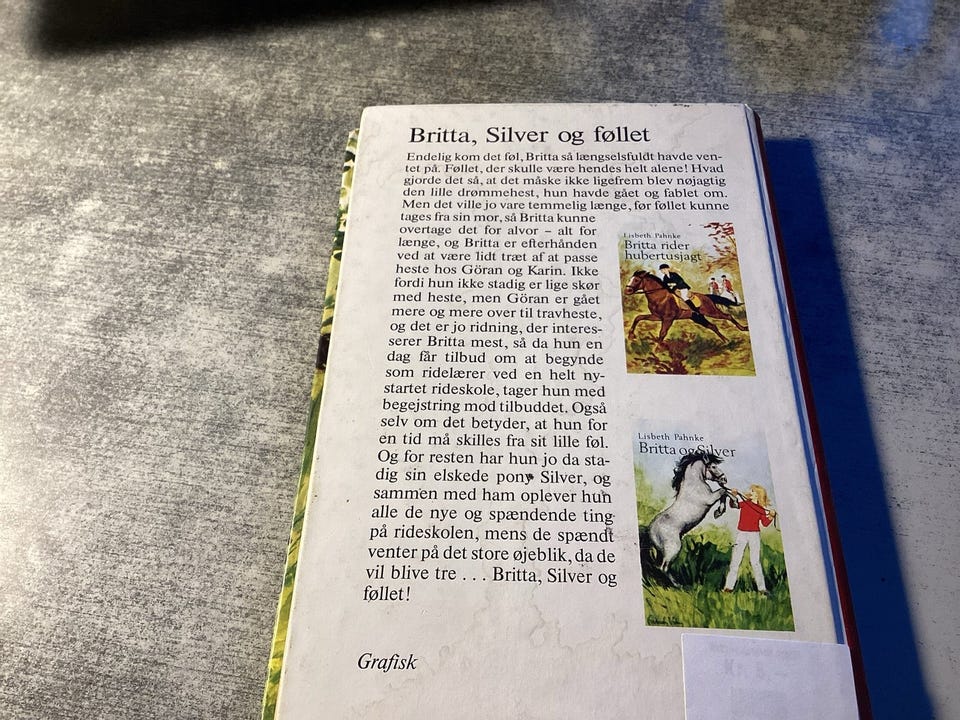 Britta, Silver og føllet
Endelig kom det føl, Britta så længselsfuldt havde ven-
tet på. Føllet, der skulle være hendes helt alene! Hvad
gjorde det så, at det måske ikke ligefrem blev nøjagtig
den lille drømmehest, hun havde gået og fablet om.
Men det ville jo vare temmelig længe, før føllet kunne
tages fra sin mor, så Britta kunne
overtage det for alvor – alt for
længe, og Britta er efterhånden
ved at være lidt træt af at passe
heste hos Göran og Karin. Ikke
fordi hun ikke stadig er lige skør
med heste, men Göran er gået
mere og mere over til travheste,
og det er jo ridning, der interes-
serer Britta mest, så da hun en
dag får tilbud om at begynde
som ridelærer ved en helt ny-
startet rideskole, tager hun med
begejstring mod tilbuddet. Også
selv om det betyder, at hun for
en tid må skilles fra sit lille føl.
Og for resten har hun jo da sta-
dig sin elskede pony Silver, og
sammen med ham oplever hun
alle de nye og spændende ting
på rideskolen, mens de spændt
venter på det store øjeblik, da de
vil blive tre . . . Britta, Silver og
føllet!
Lisbeth Pahnke
Britta rider
hubertusjagt
Lisbeth Pahnke
Britta og Silver
Grafisk